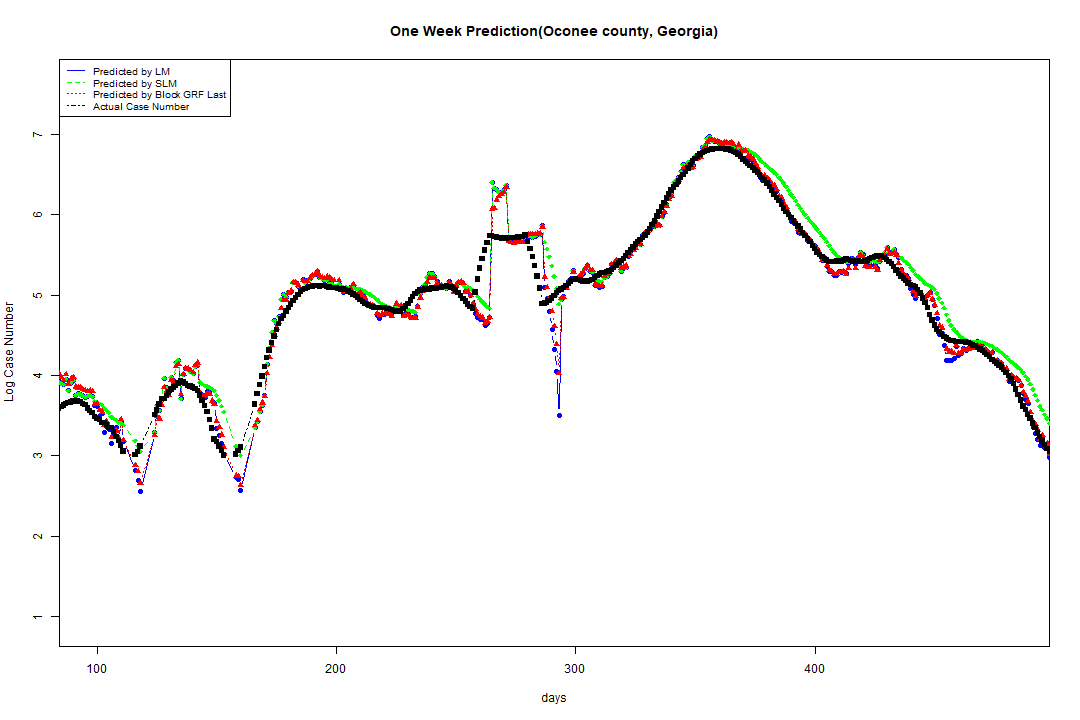 One Week Prediction(Oconee county, Georgia)
Predicted by LM
Predicted by SLM
Predicted by Block GRF Last
Actual Case Number
Log Case Number
7
6
5
4
3
2
1
100 200 300 400
days